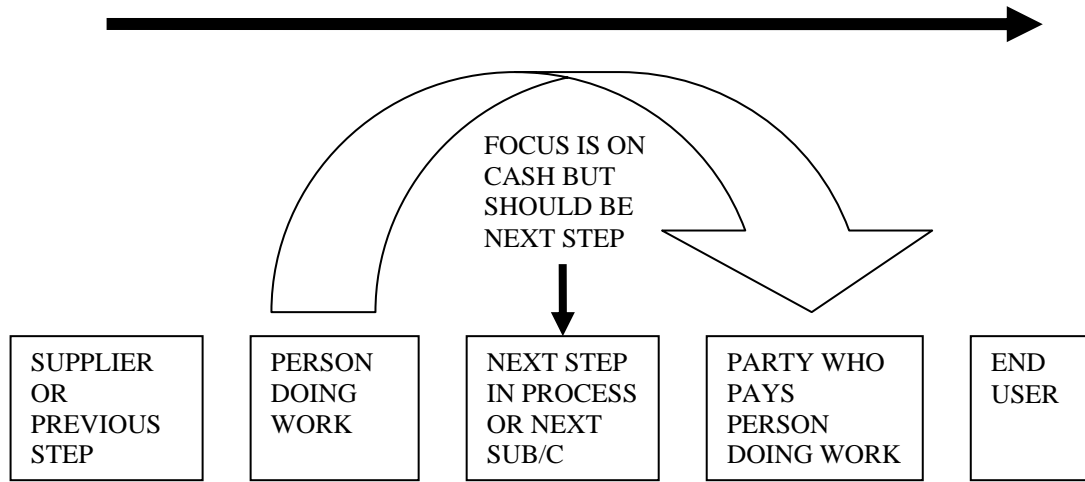 FOCUS IS ON
CASH BUT
SHOULD BE
NEXT STEP
SUPPLIER
OR
PREVIOUS
STEP
PERSON
DOING
WORK
NEXT STEP
IN PROCESS
OR NEXT
SUB/C
PARTY WHO
PAYS
PERSON
DOING WORK
END
USER